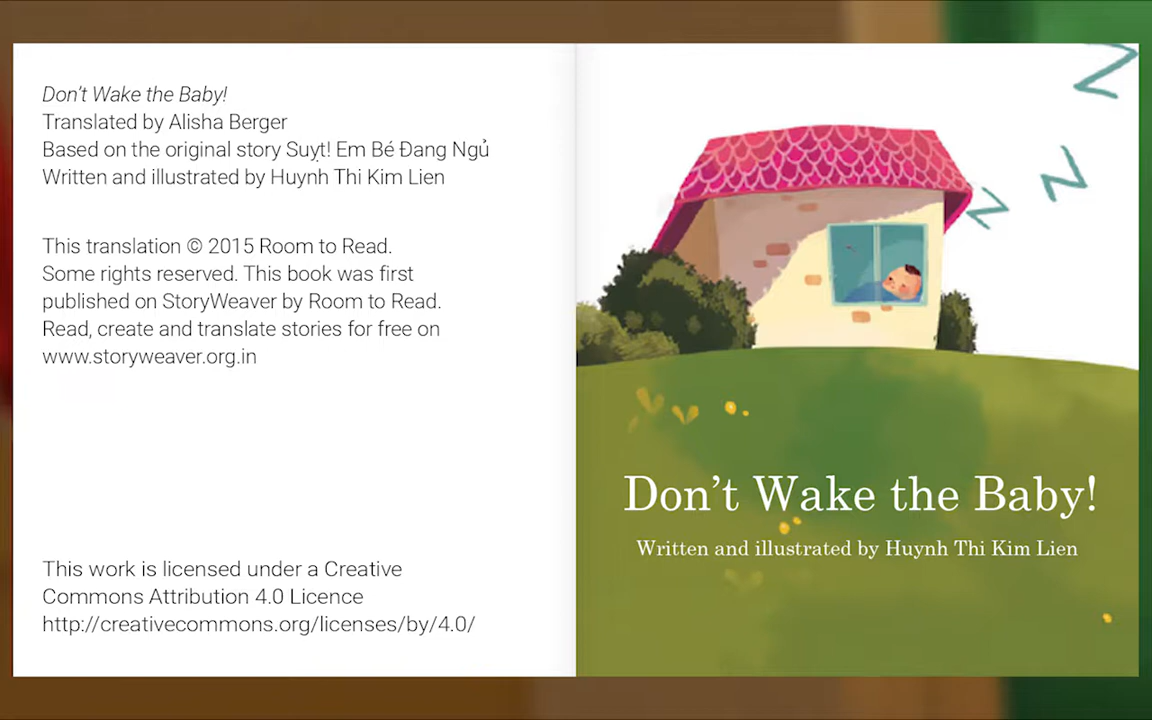 Don't Wake the Baby!
Translated by Alisha Berger
Based on the original story Suỵt! Em Bé Đang Ngủ
Written and illustrated by Huynh Thi Kim Lien
This translation © 2015 Room to Read.
Some rights reserved. This book was first
published on StoryWeaver by Room to Read.
Read, create and translate stories for free on
www.storyweaver.org.in
This work is licensed under a Creative
Commons Attribution 4.0 Licence
http://creativecommons.org/licenses/by/4.0/
Z
Z
Z
Don't Wake the Baby!
Written and illustrated by Huynh Thi Kim Lien